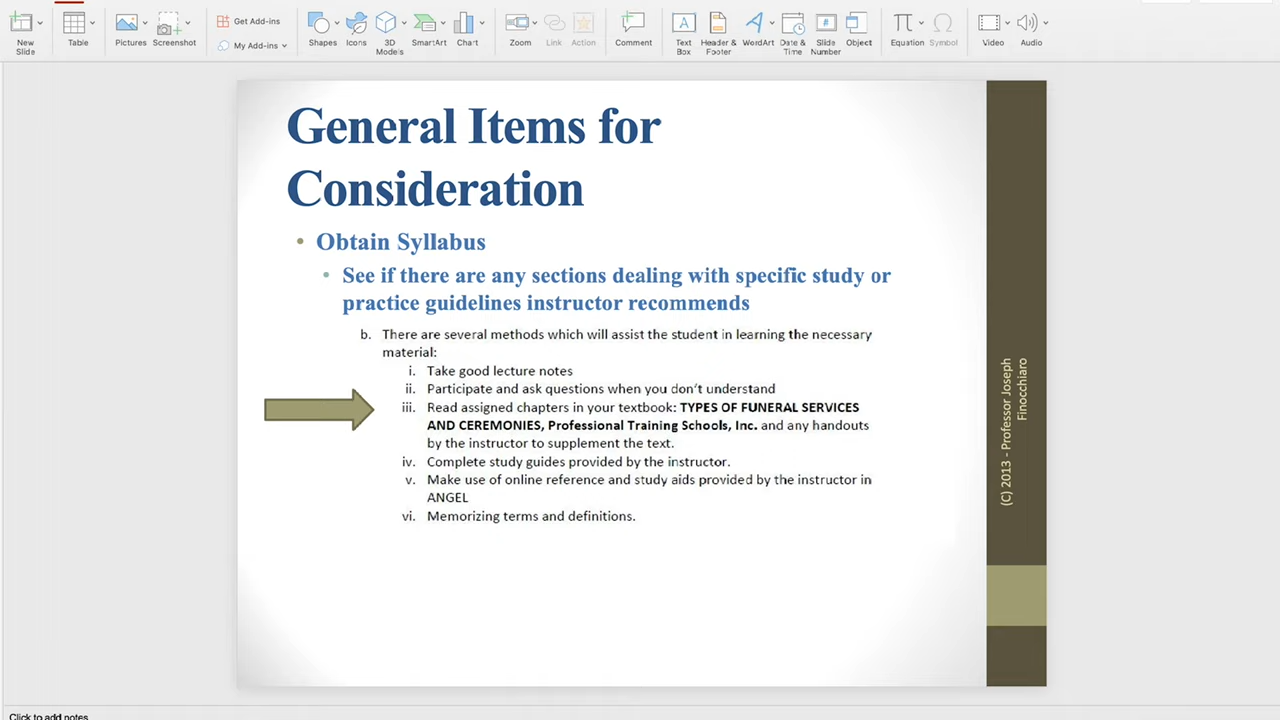 New
Slide
Table
Pictures
Screenshot
Get Add-ins
My Add-ins
Shapes
Icons
3D
Models
SmartArt
Chart
Zoom
Link
Action
Comment
Text
Box
Header &
Footer
WordArt
Date &
Time
Slide
Number
Object
Equation
Symbol
Video
Audio
General Items for
Consideration
• Obtain Syllabus
• See if there are any sections dealing with specific study or
practice guidelines instructor recommends
b. There are several methods which will assist the student in learning the necessary
material:
i. Take good lecture notes
ii. Participate and ask questions when you don't understand
iii. Read assigned chapters in your textbook: TYPES OF FUNERAL SERVICES
AND CEREMONIES, Professional Training Schools, Inc. and any handouts
by the instructor to supplement the text.
iv. Complete study guides provided by the instructor.
v. Make use of online reference and study aids provided by the instructor in
ANGEL
vi. Memorizing terms and definitions.
(C) 2013 - Professor Joseph
Finocchiaro
Click to add notes